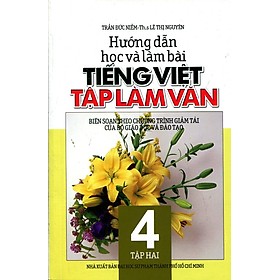 TRẦN ĐỨC NIỀM-Th.s LÊ THỊ NGUYÊN
Hướng dẫn
học và làm bài
TIẾNG VIỆT
TẬP LÀM VĂN
BIÊN SOẠN THEO CHƯƠNG TRÌNH GIẢM TẢI
CỦA BỘ GIÁO DỤC VÀ ĐÀO TẠO
4
TẬP HAI
NHÀ XUẤT BẢN ĐẠI HỌC SƯ PHẠM THÀNH PHỐ HỒ CHÍ MINH